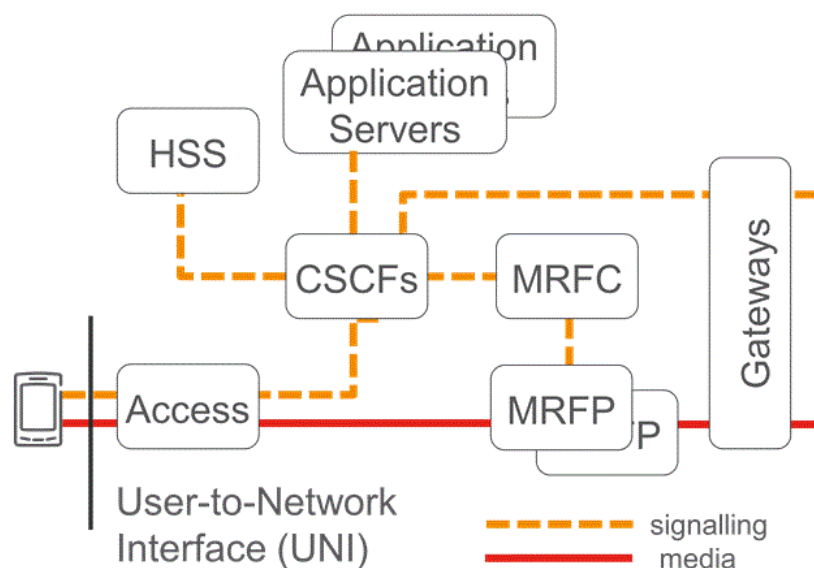 Application
Application
Servers
HSS
CSCFs
MRFC
Gateways
Access
MRFP
P
User-to-Network
Interface (UNI)
signalling
media